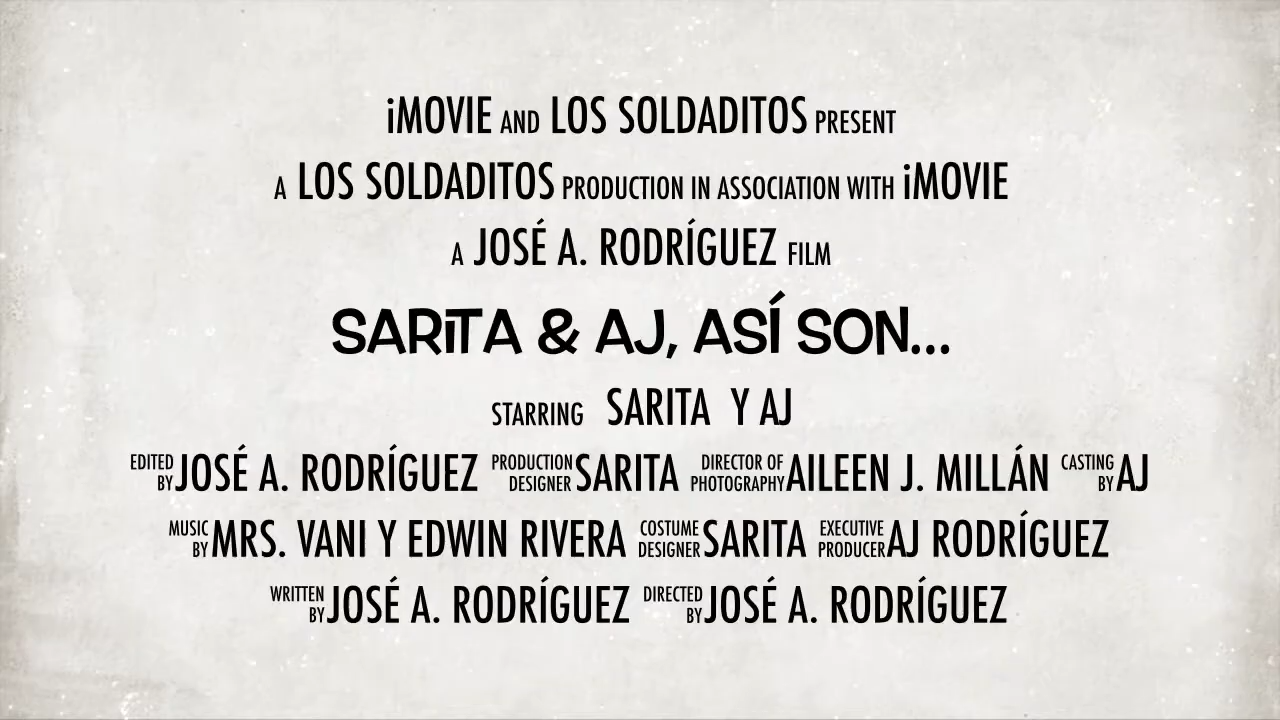 iMOVIE AND LOS SOLDADITOS PRESENT
A LOS SOLDADITOS PRODUCTION IN ASSOCIATION WITH iMOVIE
A JOSÉ A. RODRÍGUEZ FILM
SARiTA & AJ, ASÍ SON...
STARRING SARITA Y AJ
EDITED BY JOSÉ A. RODRÍGUEZ PRODUCTION DESIGNER SARITA DIRECTOR OF PHOTOGRAPHY AILEEN J. MILLÁN CASTING BY AJ
MUSIC BY MRS. VANI Y EDWIN RIVERA COSTUME DESIGNER SARITA EXECUTIVE PRODUCER AJ RODRÍGUEZ
WRITTEN BY JOSÉ A. RODRÍGUEZ DIRECTED BY JOSÉ A. RODRÍGUEZ